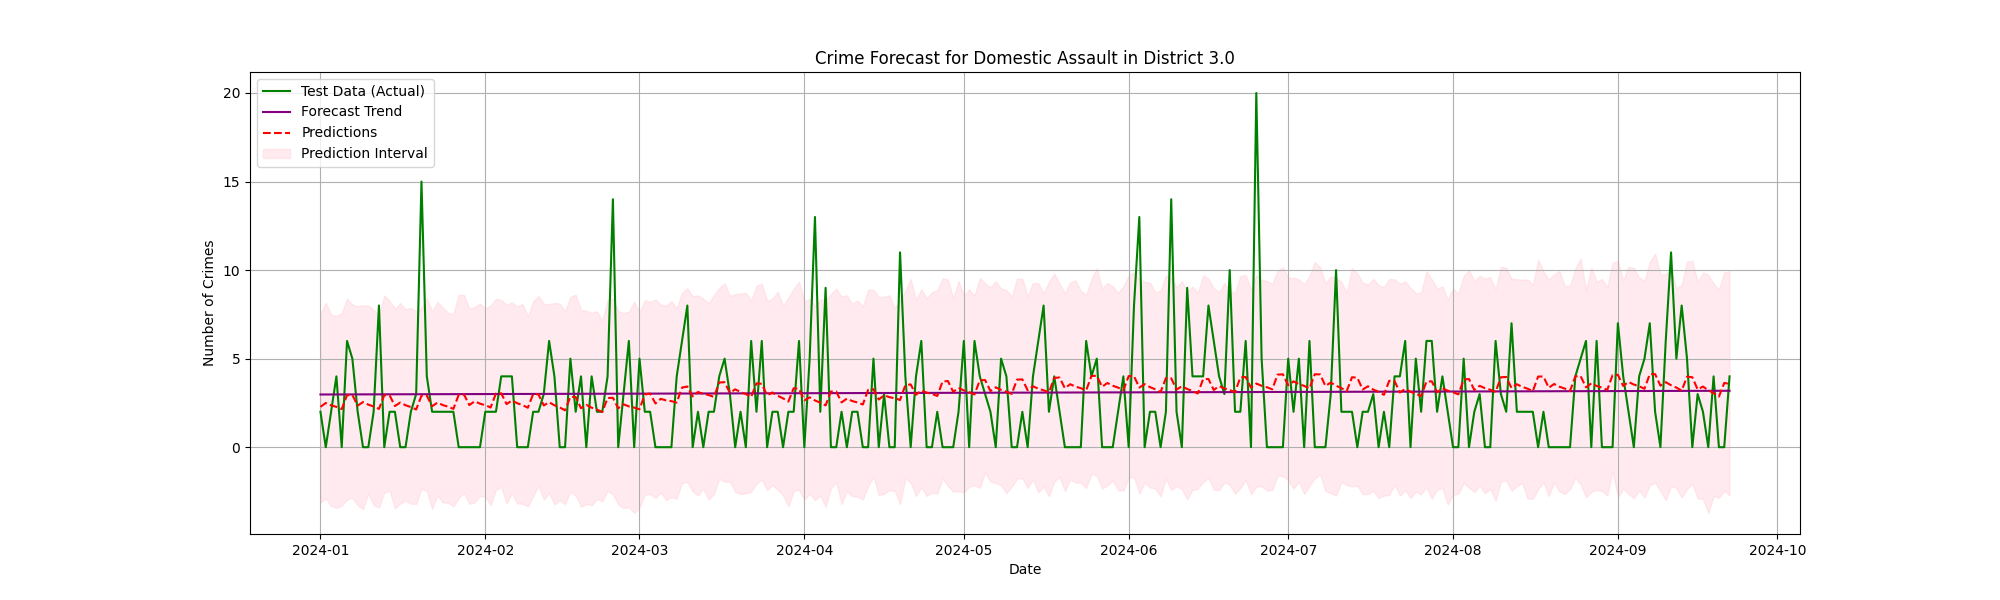 Crime Forecast for Domestic Assault in District 3.0
Test Data (Actual)
Forecast Trend
Predictions
Prediction Interval
Number of Crimes
20
15
10
5
0
2024-01 2024-02 2024-03 2024-04 2024-05 2024-06 2024-07 2024-08 2024-09 2024-10
Date